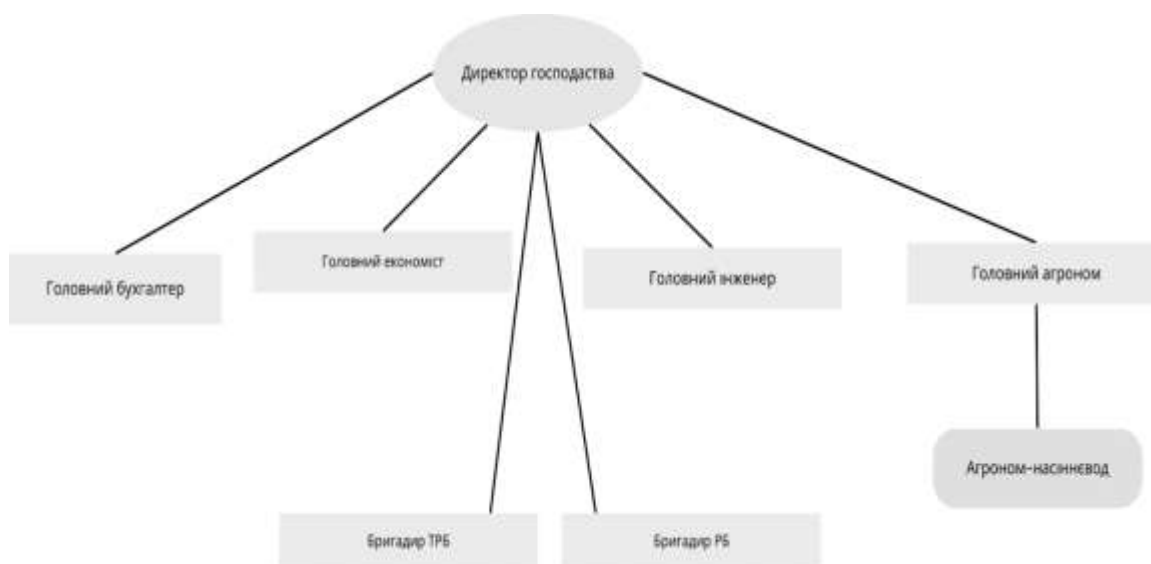 Директор господаства
Головний бухгалтер
Головний економіст
Головний інженер
Головний агроном
Агроном-насіннєвод
Бригадир ТРБ
Бригадир РБ